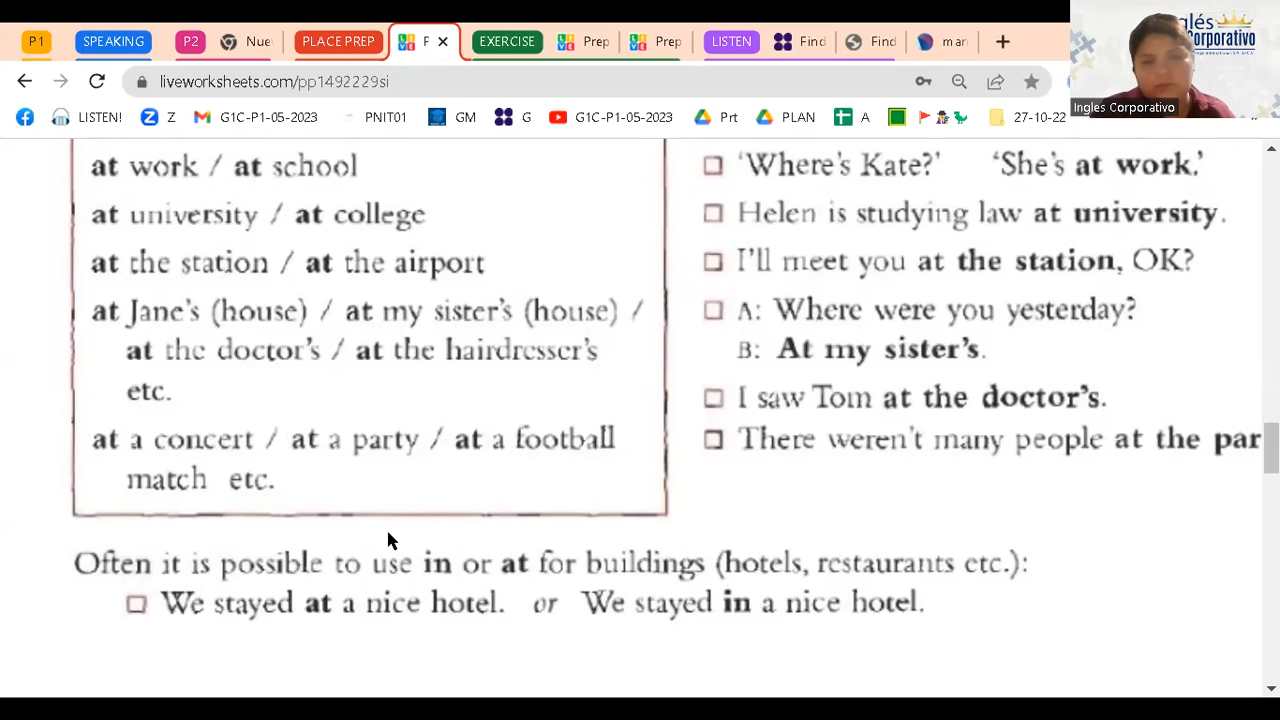 P1
SPEAKING
P2
Nue
PLACE PREP
F
EXERCISE
Prep
Prep
LISTEN
Find
Find
man
Inglés
Corporativo
liveworksheets.com/pp1492229si
Ingles Corporativo
LISTEN!
Z
G1C-P1-05-2023
PNIT01
GM
G
G1C-P1-05-2023
Prt
PLAN
A
27-10-22
at work / at school
at university / at college
at the station / at the airport
at Jane's (house) / at my sister's (house) /
at the doctor's / at the hairdresser's
etc.
at a concert / at a party / at a football
match etc.
'Where's Kate?' 'She's at work.'
Helen is studying law at university.
I'll meet you at the station, OK?
A: Where were you yesterday?
B: At my sister's.
I saw Tom at the doctor's.
There weren't many people at the par
Often it is possible to use in or at for buildings (hotels, restaurants etc.):
We stayed at a nice hotel. or We stayed in a nice hotel.